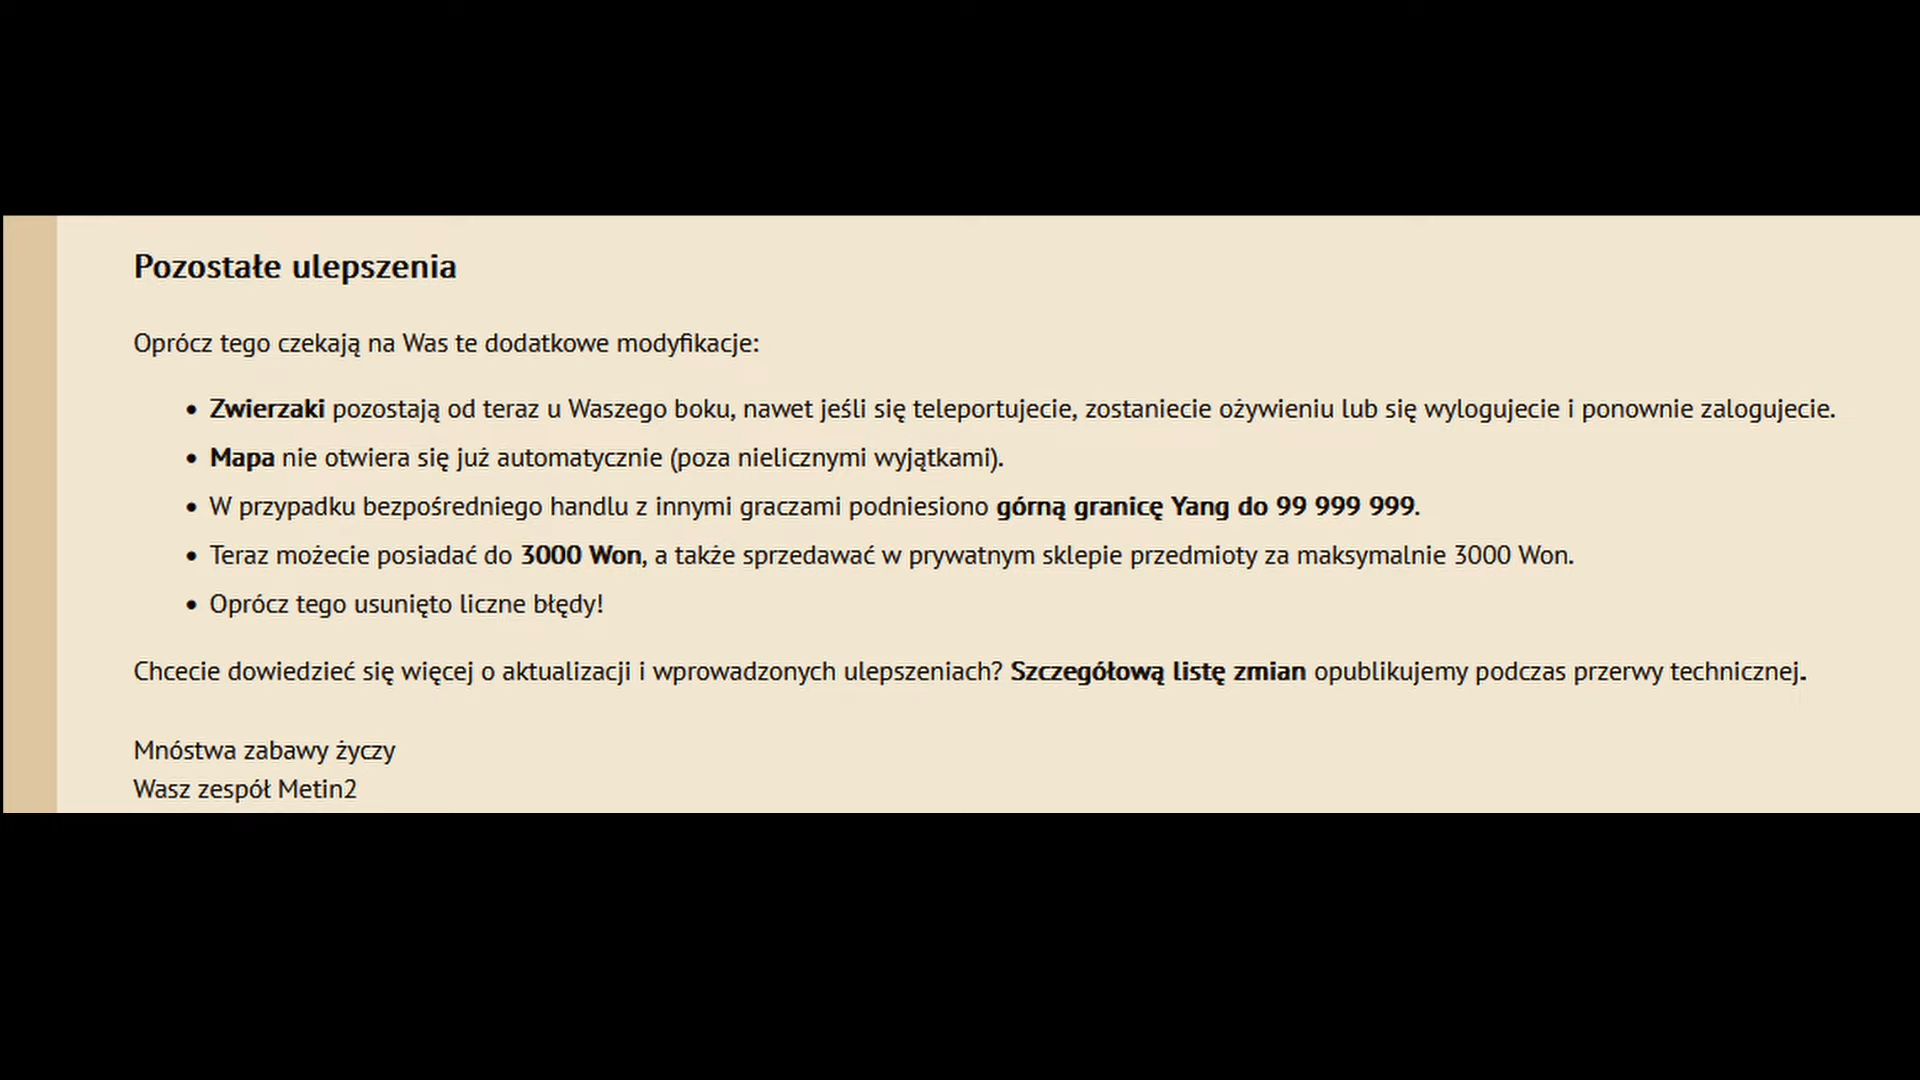 Pozostałe ulepszenia
Oprócz tego czekają na Was te dodatkowe modyfikacje:
• Zwierzaki pozostają od teraz u Waszego boku, nawet jeśli się teleportujecie, zostaniecie ożywieniu lub się wylogujecie i ponownie zalogujecie.
• Mapa nie otwiera się już automatycznie (poza nielicznymi wyjątkami).
• W przypadku bezpośredniego handlu z innymi graczami podniesiono górną granicę Yang do 99 999 999.
• Teraz możecie posiadać do 3000 Won, a także sprzedawać w prywatnym sklepie przedmioty za maksymalnie 3000 Won.
• Oprócz tego usunięto liczne błędy!
Chcecie dowiedzieć się więcej o aktualizacji i wprowadzonych ulepszeniach? Szczegółową listę zmian opublikujemy podczas przerwy technicznej.
Mnóstwa zabawy życzy
Wasz zespół Metin2